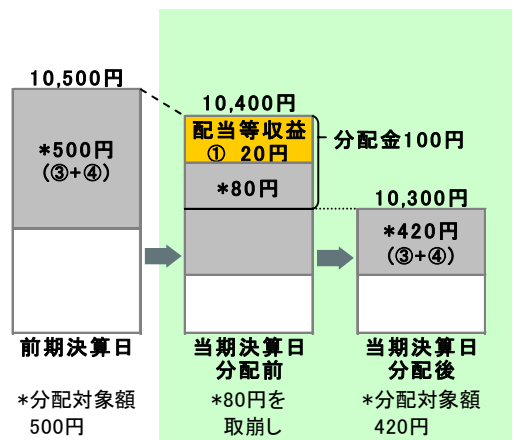 10,500円
*500円
(③+④)
前期決算日
*分配対象額
500円
10,400円
配当等収益
① 20円
*80円
分配金100円
当期決算日
分配前
*80円を
取崩し
10,300円
*420円
(③+④)
当期決算日
分配後
*分配対象額
420円